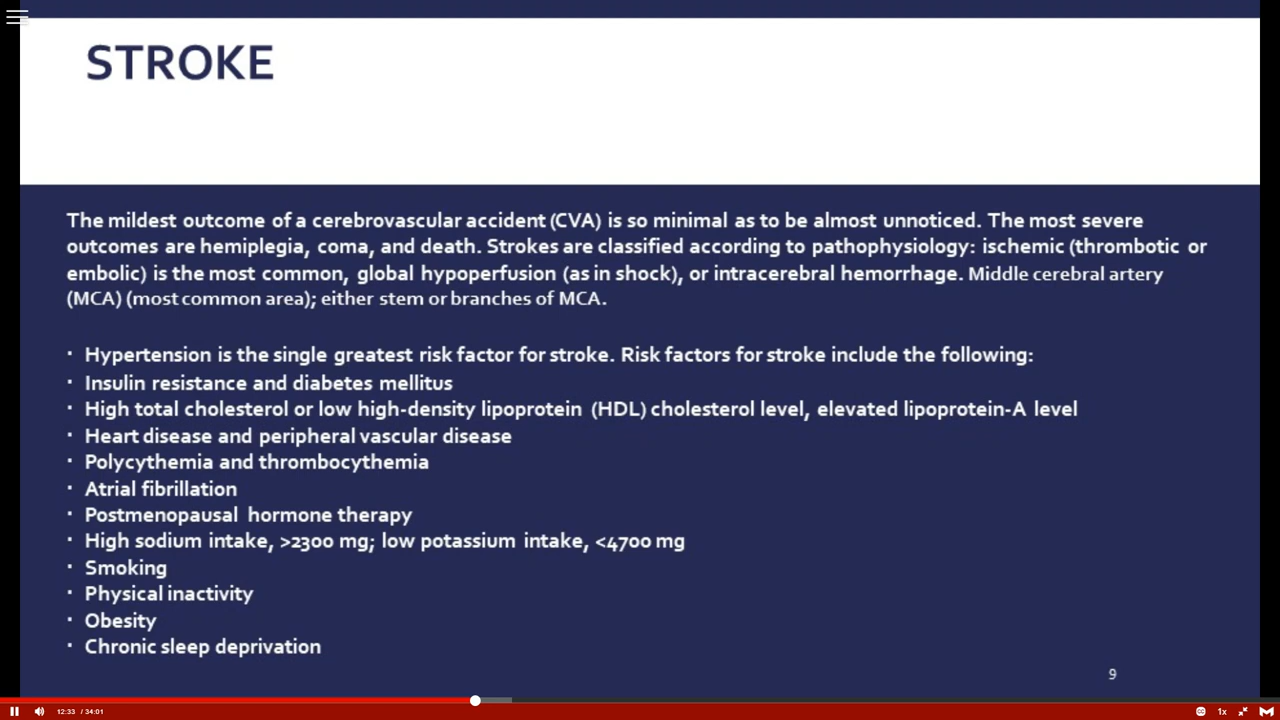 STROKE
The mildest outcome of a cerebrovascular accident (CVA) is so minimal as to be almost unnoticed. The most severe
outcomes are hemiplegia, coma, and death. Strokes are classified according to pathophysiology: ischemic (thrombotic or
embolic) is the most common, global hypoperfusion (as in shock), or intracerebral hemorrhage. Middle cerebral artery
(MCA) (most common area); either stem or branches of MCA.
· Hypertension is the single greatest risk factor for stroke. Risk factors for stroke include the following:
· Insulin resistance and diabetes mellitus
· High total cholesterol or low high-density lipoprotein (HDL) cholesterol level, elevated lipoprotein-A level
· Heart disease and peripheral vascular disease
· Polycythemia and thrombocythemia
· Atrial fibrillation
· Postmenopausal hormone therapy
· High sodium intake, >2300 mg; low potassium intake, <4700 mg
· Smoking
· Physical inactivity
· Obesity
· Chronic sleep deprivation
9
12:33 / 34:01
1x